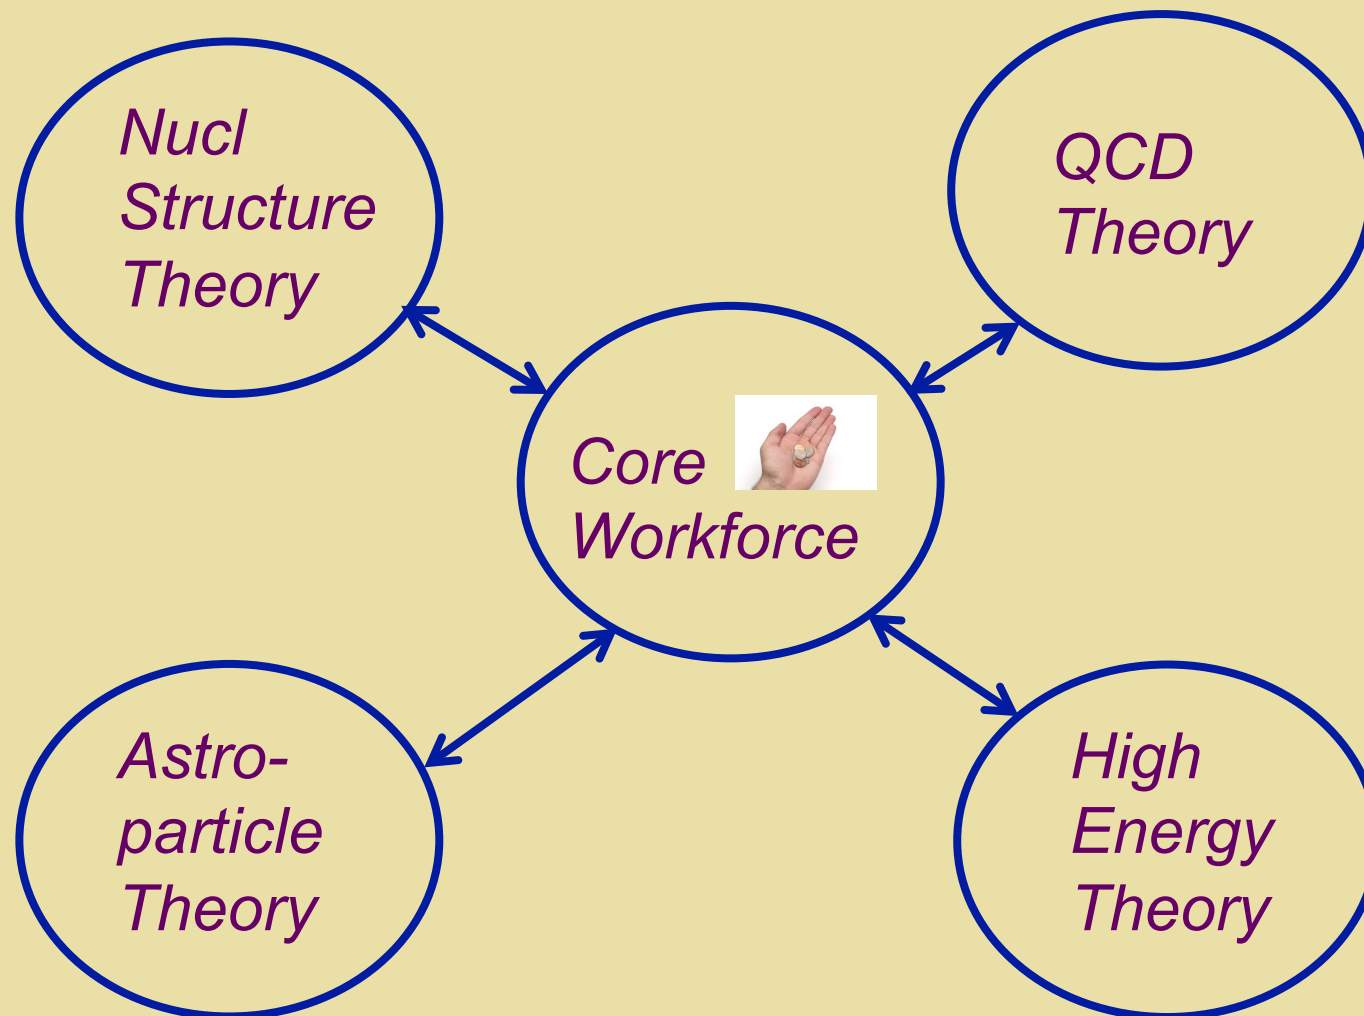 Nucl
Structure
Theory
QCD
Theory
Core
Workforce
Astro-
particle
Theory
High
Energy
Theory